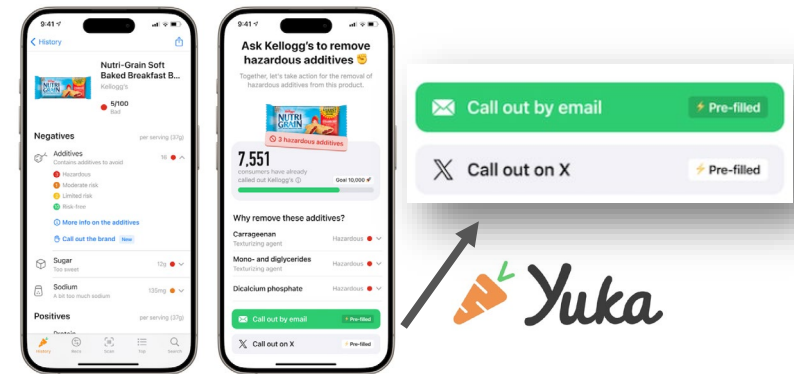 9:41
History
Nutri-Grain Soft
Baked Breakfast B...
Kellogg's
5/100
Bad
Negatives
per serving (37g)
Additives
Contains additives to avoid
16
Hazardous
Moderate risk
Limited risk
Risk-free
More info on the additives
Call out the brand New
Sugar
Too sweet
12g
Sodium
A bit too much sodium
135mg
Positives
per serving (37g)
Protein
History
Recs
Scan
Top
Search
9:41
Ask Kellogg's to remove
hazardous additives
Together, let's take action for the removal of
hazardous additives from this product.
NUTRI
GRAIN
3 hazardous additives
7,551
consumers have already
called out Kellogg's
Goal 10,000
Why remove these additives?
Carrageenan
Texturizing agent
Hazardous
Mono- and diglycerides
Texturizing agent
Hazardous
Dicalcium phosphate
Hazardous
Call out by email
Pre-filled
Call out on X
Pre-filled
Call out by email
Pre-filled
Call out on X
Pre-filled
Yuka